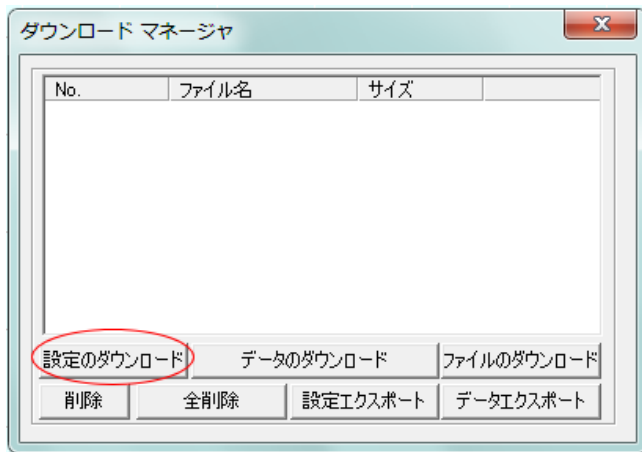 ダウンロード マネージャ
No. ファイル名 サイズ
設定のダウンロード データのダウンロード ファイルのダウンロード
削除 全削除 設定エクスポート データエクスポート